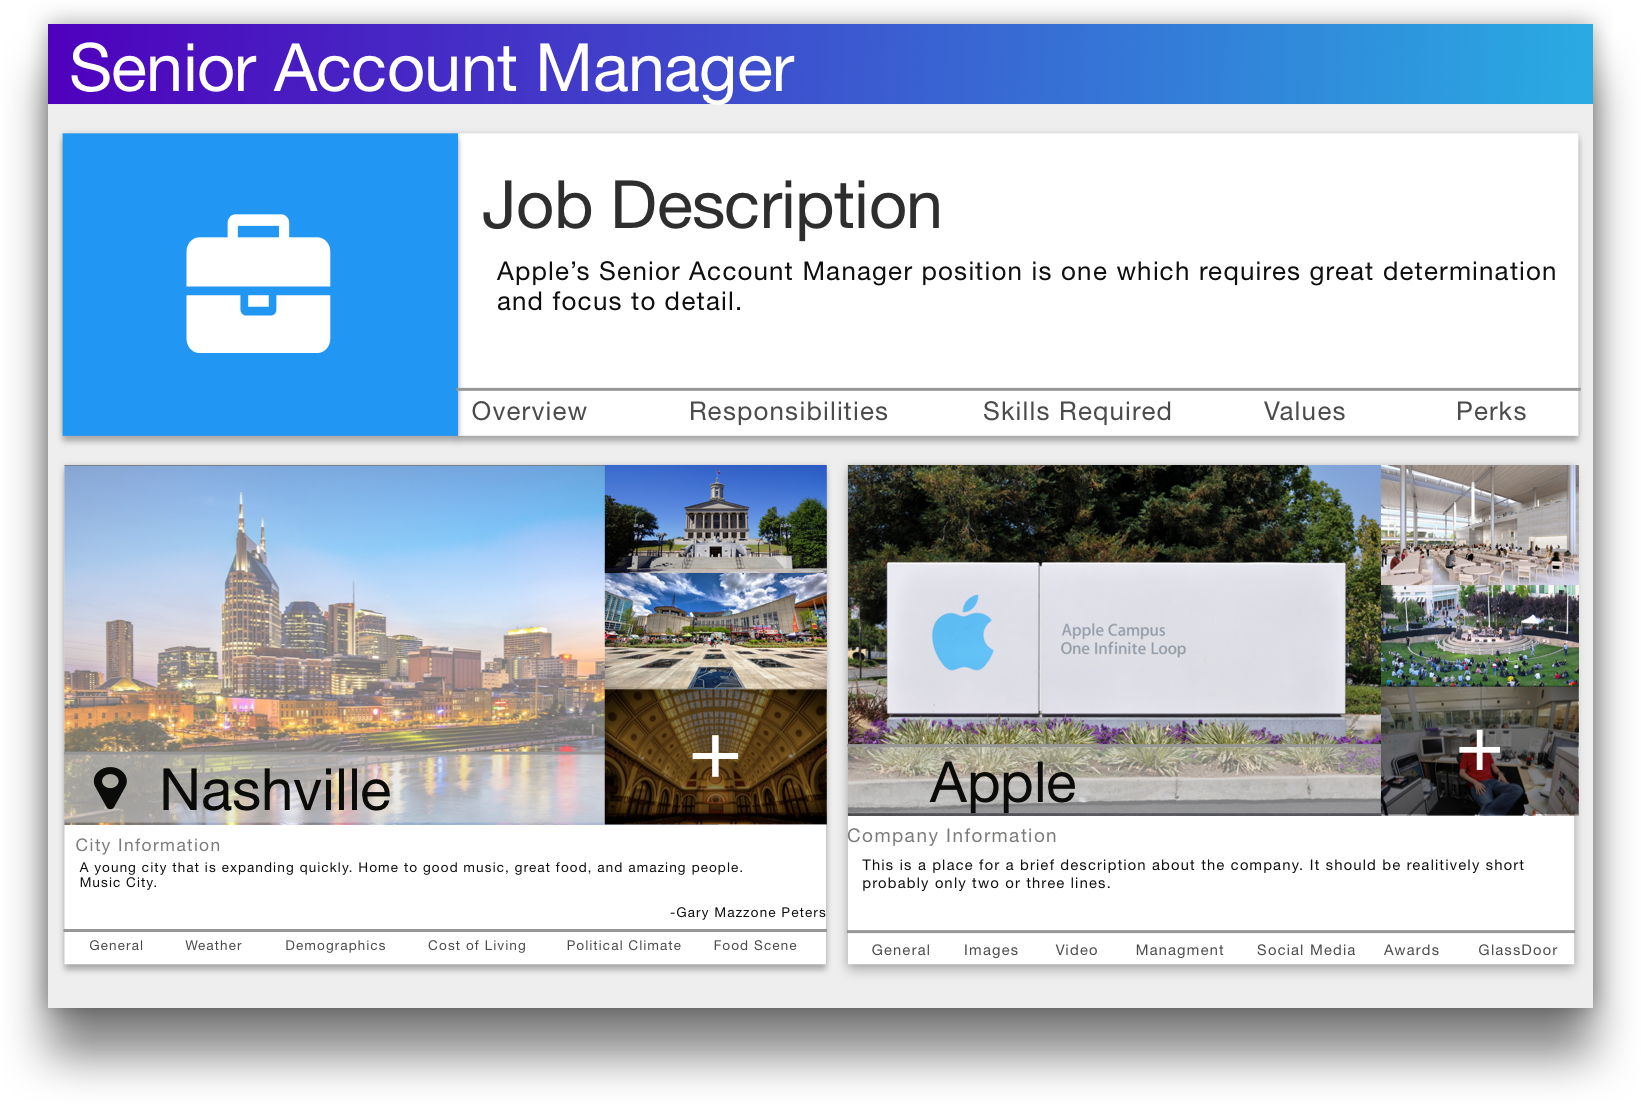 Senior Account Manager
Job Description
Apple’s Senior Account Manager position is one which requires great determination
and focus to detail.
Overview Responsibilities Skills Required Values Perks
Apple Campus
One Infinite Loop
Nashville
Apple
City Information
A young city that is expanding quickly. Home to good music, great food, and amazing people.
Music City.
-Gary Mazzone Peters
General Weather Demographics Cost of Living Political Climate Food Scene
Company Information
This is a place for a brief description about the company. It should be realitively short
probably only two or three lines.
General Images Video Managment Social Media Awards GlassDoor